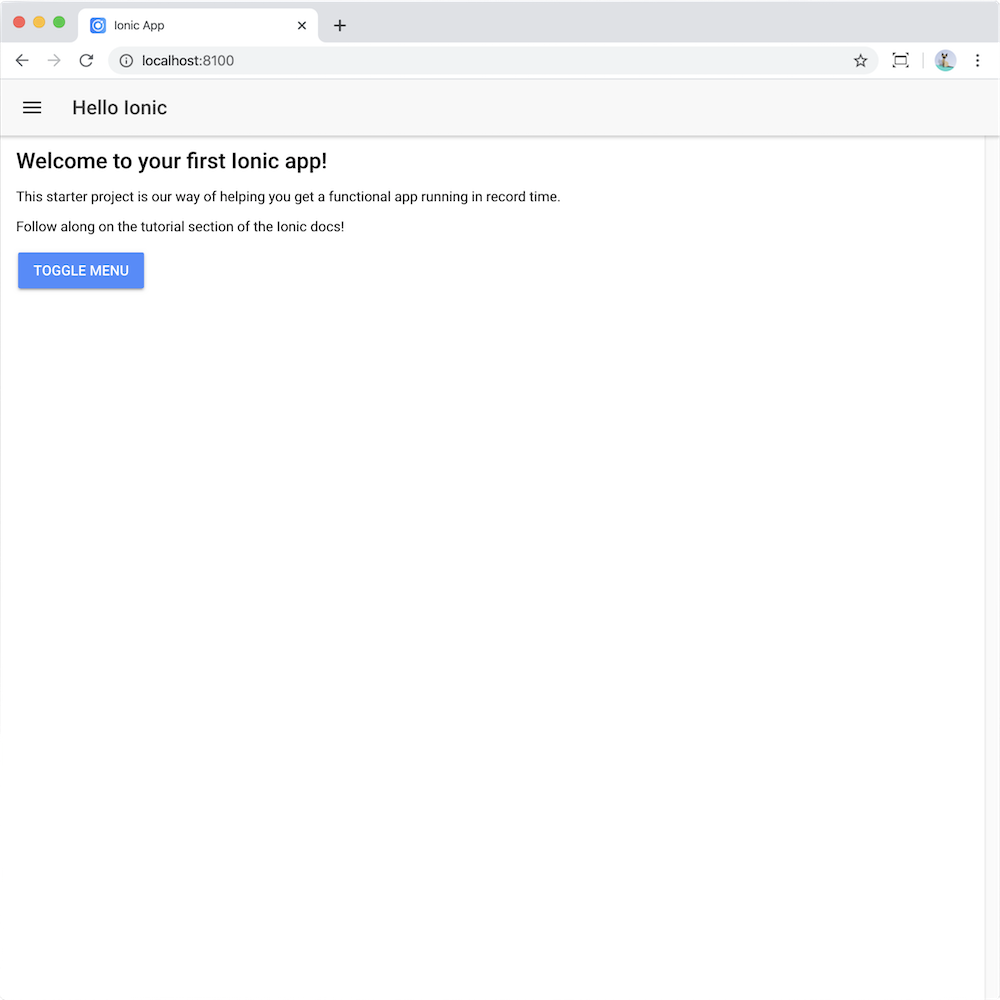 Ionic App
localhost:8100
Hello Ionic
Welcome to your first Ionic app!
This starter project is our way of helping you get a functional app running in record time.
Follow along on the tutorial section of the Ionic docs!
TOGGLE MENU